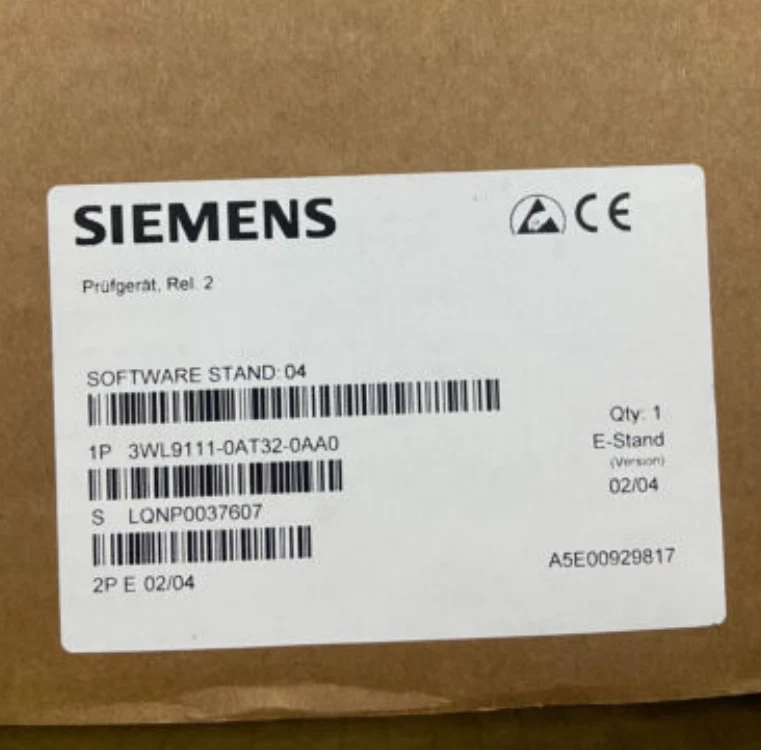 SIEMENS
CE
Prüfgerät, Rel. 2
SOFTWARE STAND: 04
1P 3WL9111-0AT32-0AA0
S LQNP0037607
2P E 02/04
Qty: 1
E-Stand
(Version)
02/04
A5E00929817